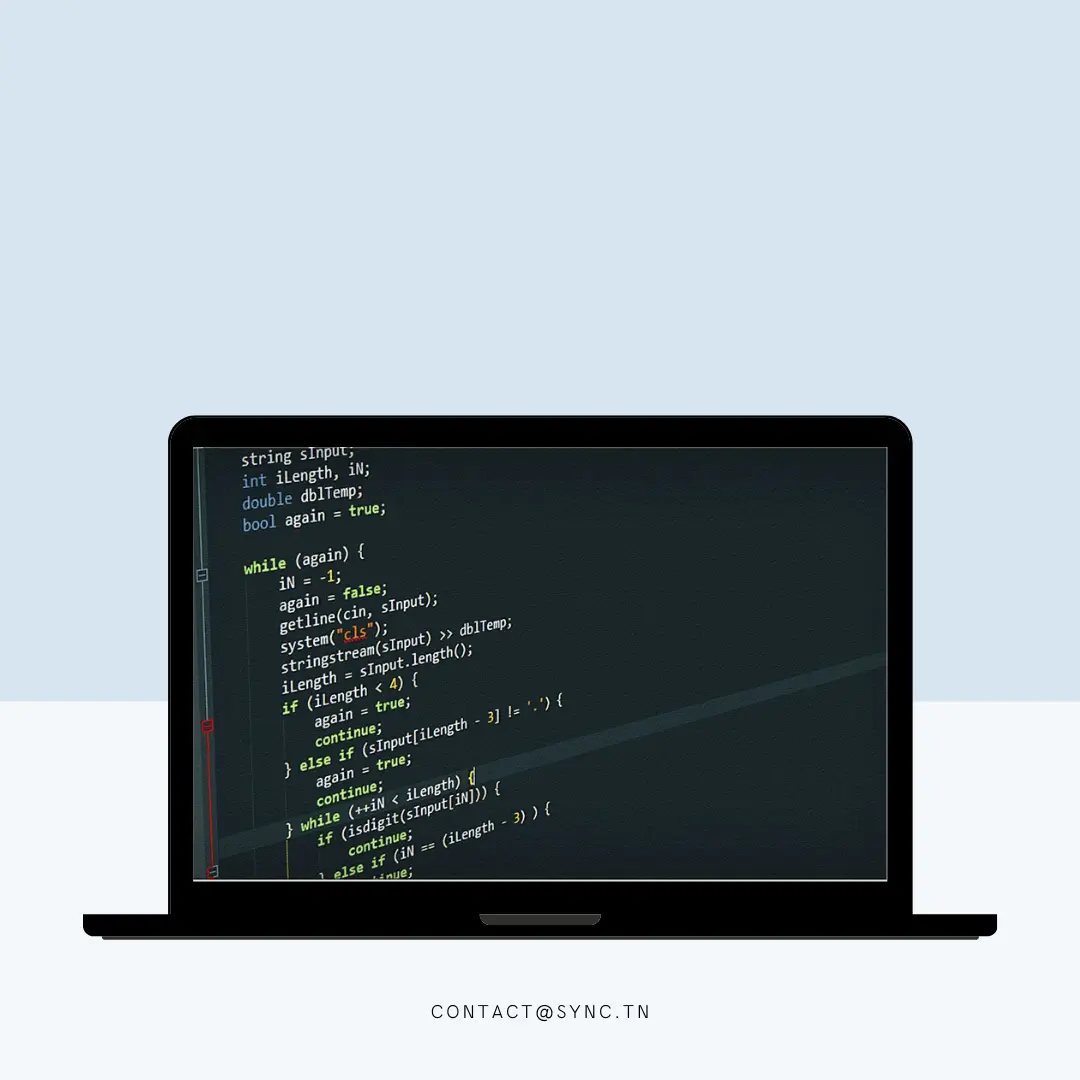 string sInput;
int iLength, iN;
double dblTemp;
bool again = true;
while (again) {
iN = -1;
again = false;
getline(cin, sInput);
system("cls");
stringstream(sInput) >> dblTemp;
iLength = sInput.length();
if (iLength < 4) {
again = true;
continue;
} else if (sInput[iLength - 3] != '.') {
again = true;
continue;
} while (++iN < iLength) {
if (isdigit(sInput[iN])) {
continue;
} else if (iN == (iLength - 3) ) {
CONTACT@SYNC.TN